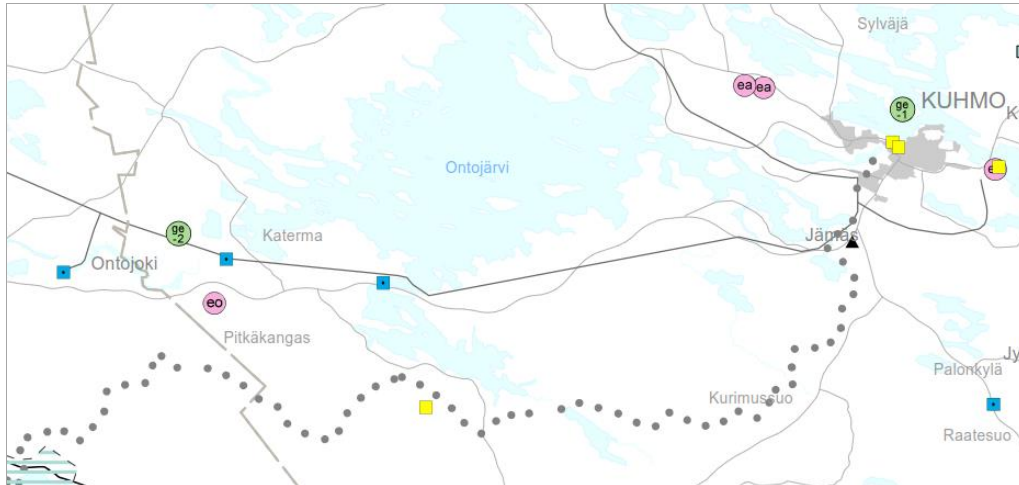 Sylväjä
ea
ea
ge
-1
KUHMO
Ontojärvi
ge
-2
Katerma
Jämäs
Ontojoki
eo
Pitkäkangas
Palonkylä
Kurimussuo
Raatesuo